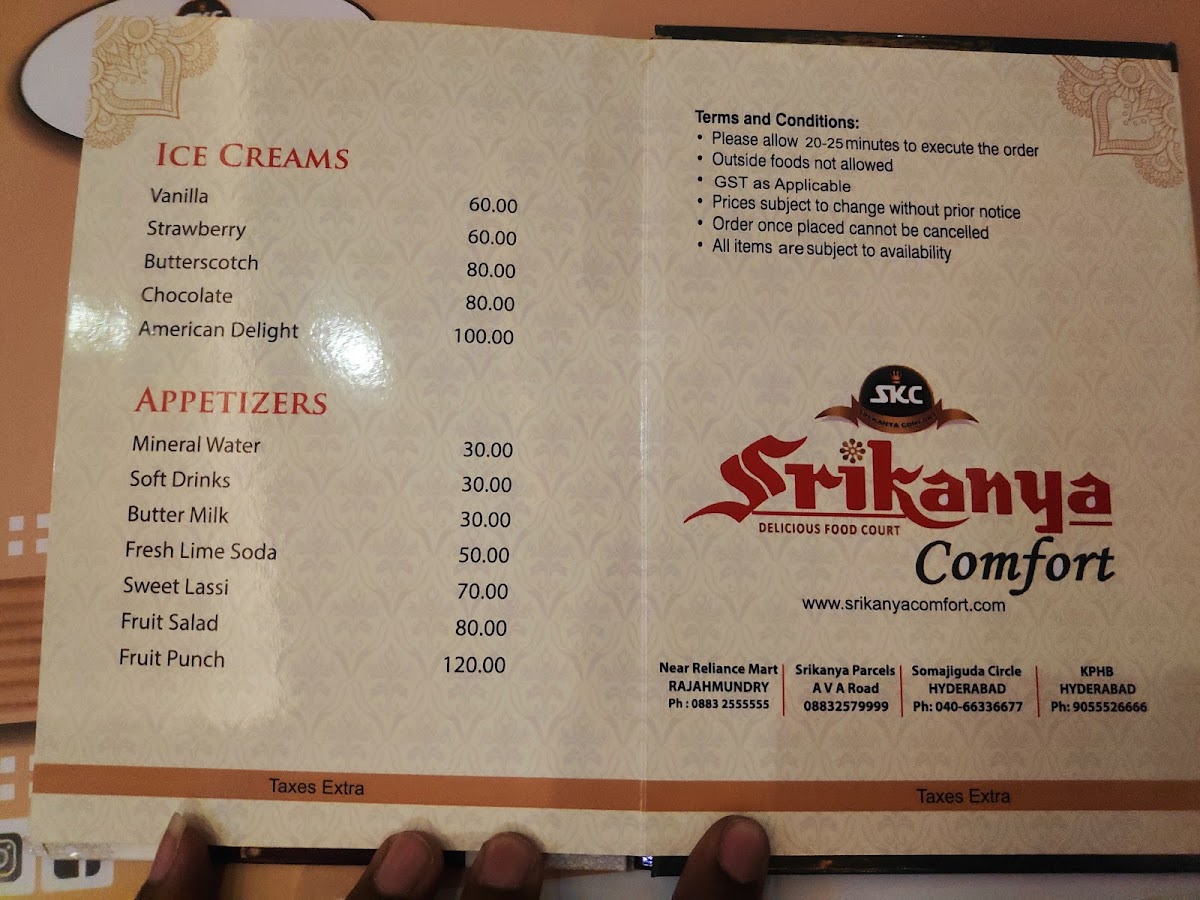 ICE CREAMS
Vanilla 60.00
Strawberry 60.00
Butterscotch 80.00
Chocolate 80.00
American Delight 100.00
APPETIZERS
Mineral Water 30.00
Soft Drinks 30.00
Butter Milk 30.00
Fresh Lime Soda 50.00
Sweet Lassi 70.00
Fruit Salad 80.00
Fruit Punch 120.00
Taxes Extra
Terms and Conditions:
• Please allow 20-25 minutes to execute the order
• Outside foods not allowed
• GST as Applicable
• Prices subject to change without prior notice
• Order once placed cannot be cancelled
• All items are subject to availability
SKC
SRIKANYA COMFORT
Srikanya
DELICIOUS FOOD COURT
Comfort
www.srikanyacomfort.com
Near Reliance Mart
RAJAHMUNDRY
Ph : 0883 2555555
Srikanya Parcels
A V A Road
08832579999
Somajiguda Circle
HYDERABAD
Ph: 040-66336677
KPHB
HYDERABAD
Ph: 9055526666
Taxes Extra